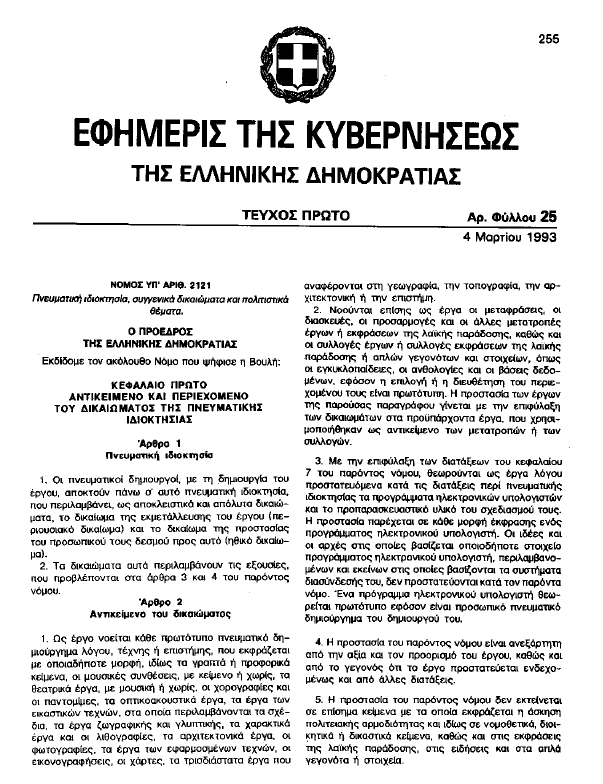 255
ΕΦΗΜΕΡΙΣ ΤΗΣ ΚΥΒΕΡΝΗΣΕΩΣ
ΤΗΣ ΕΛΛΗΝΙΚΗΣ ΔΗΜΟΚΡΑΤΙΑΣ
ΤΕΥΧΟΣ ΠΡΩΤΟ
Αρ. Φύλλου 25
4 Μαρτίου 1993
ΝΟΜΟΣ ΥΠ' ΑΡΙΘ. 2121
Πνευματική ιδιοκτησία, συγγενικά δικαιώματα και πολιτιστικά
θέματα.
Ο ΠΡΟΕΔΡΟΣ
ΤΗΣ ΕΛΛΗΝΙΚΗΣ ΔΗΜΟΚΡΑΤΙΑΣ
Εκδίδομε τον ακόλουθο Νόμο που ψήφισε η Βουλή:
ΚΕΦΑΛΑΙΟ ΠΡΩΤΟ
ΑΝΤΙΚΕΙΜΕΝΟ ΚΑΙ ΠΕΡΙΕΧΟΜΕΝΟ
ΤΟΥ ΔΙΚΑΙΩΜΑΤΟΣ ΤΗΣ ΠΝΕΥΜΑΤΙΚΗΣ
ΙΔΙΟΚΤΗΣΙΑΣ
Άρθρο 1
Πνευματική ιδιοκτησία
1. Οι πνευματικοί δημιουργοί, με τη δημιουργία του
έργου, αποκτούν πάνω σ' αυτό πνευματική ιδιοκτησία,
που περιλαμβάνει, ως αποκλειστικά και απόλυτα δικαιώ-
ματα, το δικαίωμα της εκμετάλλευσης του έργου (πε-
ριουσιακό δικαίωμα) και το δικαίωμα της προστασίας
του προσωπικού τους δεσμού προς αυτό (ηθικό δικαίω-
μα).
2. Τα δικαιώματα αυτά περιλαμβάνουν τις εξουσίες,
που προβλέπονται στα άρθρα 3 και 4 του παρόντος
νόμου.
Άρθρο 2
Αντικείμενο του δικαιώματος
1. Ως έργο νοείται κάθε πρωτότυπο πνευματικό δη-
μιούργημα λόγου, τέχνης ή επιστήμης, που εκφράζεται
με οποιαδήποτε μορφή, ιδίως τα γραπτά ή προφορικά
κείμενα, οι μουσικές συνθέσεις, με κείμενο ή χωρίς, τα
θεατρικά έργα, με μουσική ή χωρίς, οι χορογραφίες και
οι παντομίμες, τα οπτικοακουστικά έργα, τα έργα των
εικαστικών τεχνών, στα οποία περιλαμβάνονται τα σχέ-
δια, τα έργα ζωγραφικής και γλυπτικής, τα χαρακτικά
έργα και οι λιθογραφίες, τα αρχιτεκτονικά έργα, οι
φωτογραφίες, τα έργα των εφαρμοσμένων τεχνών, οι
εικονογραφήσεις, οι χάρτες, τα τρισδιάστατα έργα που
αναφέρονται στη γεωγραφία, την τοπογραφία, την αρ-
χιτεκτονική ή την επιστήμη.
2. Νοούνται επίσης ως έργα οι μεταφράσεις, οι
διασκευές, οι προσαρμογές και οι άλλες μετατροπές
έργων ή εκφράσεων της λαϊκής παράδοσης, καθώς και
οι συλλογές έργων ή συλλογές εκφράσεων της λαϊκής
παράδοσης ή απλών γεγονότων και στοιχείων, όπως
οι εγκυκλοπαίδειες, οι ανθολογίες και οι βάσεις δεδο-
μένων, εφόσον η επιλογή ή η διευθέτηση του περιε-
χομένου τους είναι πρωτότυπη. Η προστασία των έργων
της παρούσας παραγράφου γίνεται με την επιφύλαξη
των δικαιωμάτων στα προϋπάρχοντα έργα, που χρησι-
μοποιήθηκαν ως αντικείμενο των μετατροπών ή των
συλλογών.
3. Με την επιφύλαξη των διατάξεων του κεφαλαίου
7 του παρόντος νόμου, θεωρούνται ως έργα λόγου
προστατευόμενα κατά τις διατάξεις περί πνευματικής
ιδιοκτησίας τα προγράμματα ηλεκτρονικών υπολογιστών
και το προπαρασκευαστικό υλικό του σχεδιασμού τους.
Η προστασία παρέχεται σε κάθε μορφή έκφρασης ενός
προγράμματος ηλεκτρονικού υπολογιστή. Οι ιδέες και
οι αρχές στις οποίες βασίζεται οποιοδήποτε στοιχείο
προγράμματος ηλεκτρονικού υπολογιστή, περιλαμβανο-
μένων και εκείνων στις οποίες βασίζονται τα συστήματα
διασύνδεσής του, δεν προστατεύονται κατά τον παρόντα
νόμο. Ένα πρόγραμμα ηλεκτρονικού υπολογιστή θεω-
ρείται πρωτότυπο εφόσον είναι προσωπικό πνευματικό
δημιούργημα του δημιουργού του.
4. Η προστασία του παρόντος νόμου είναι ανεξάρτητη
από την αξία και τον προορισμό του έργου, καθώς και
από το γεγονός ότι το έργο προστατεύεται ενδεχο-
μένως και από άλλες διατάξεις.
5. Η προστασία του παρόντος νόμου δεν εκτείνεται
σε επίσημα κείμενα με τα οποία εκφράζεται η άσκηση
πολιτειακής αρμοδιότητας και ιδίως σε νομοθετικά, διοι-
κητικά ή δικαστικά κείμενα, καθώς και στις εκφράσεις
της λαϊκής παράδοσης, στις ειδήσεις και στα απλά
γεγονότα ή στοιχεία.